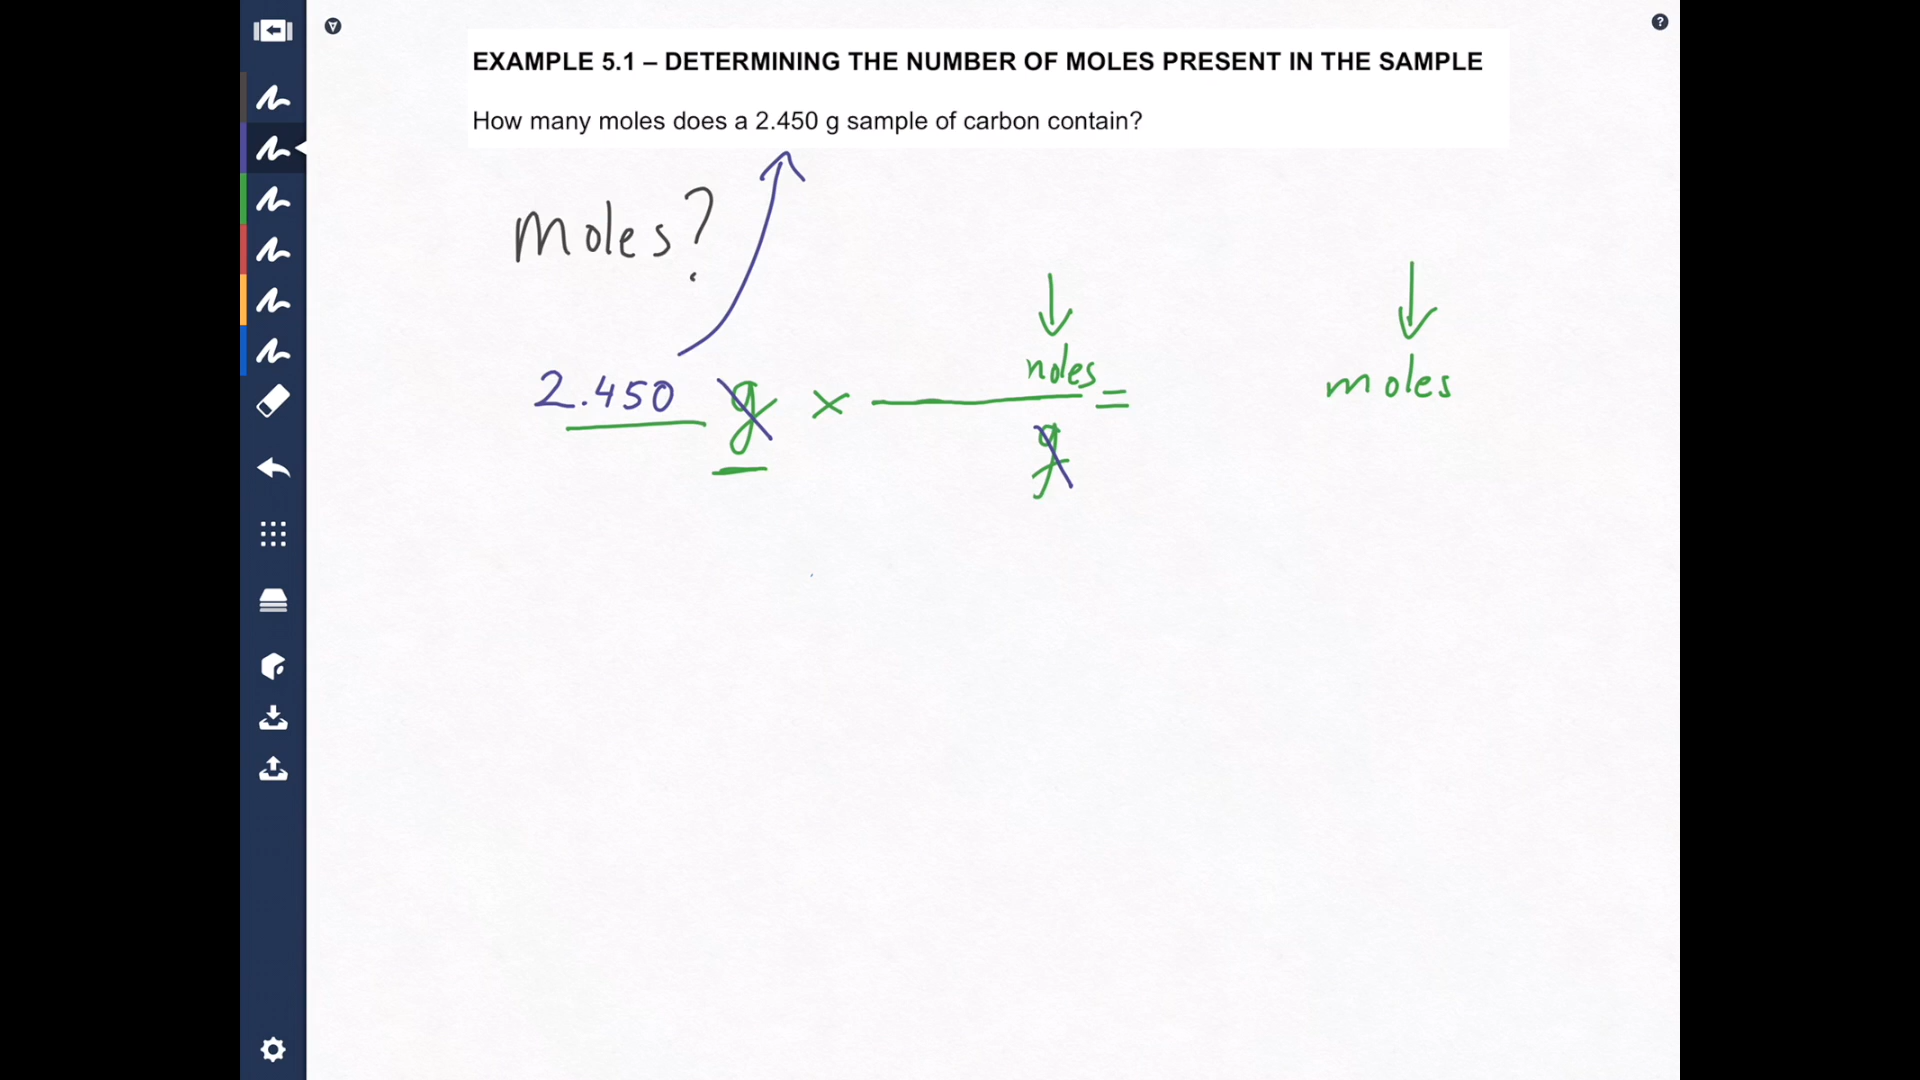 EXAMPLE 5.1 – DETERMINING THE NUMBER OF MOLES PRESENT IN THE SAMPLE
How many moles does a 2.450 g sample of carbon contain?
moles?
moles
2.450 g × = moles
g